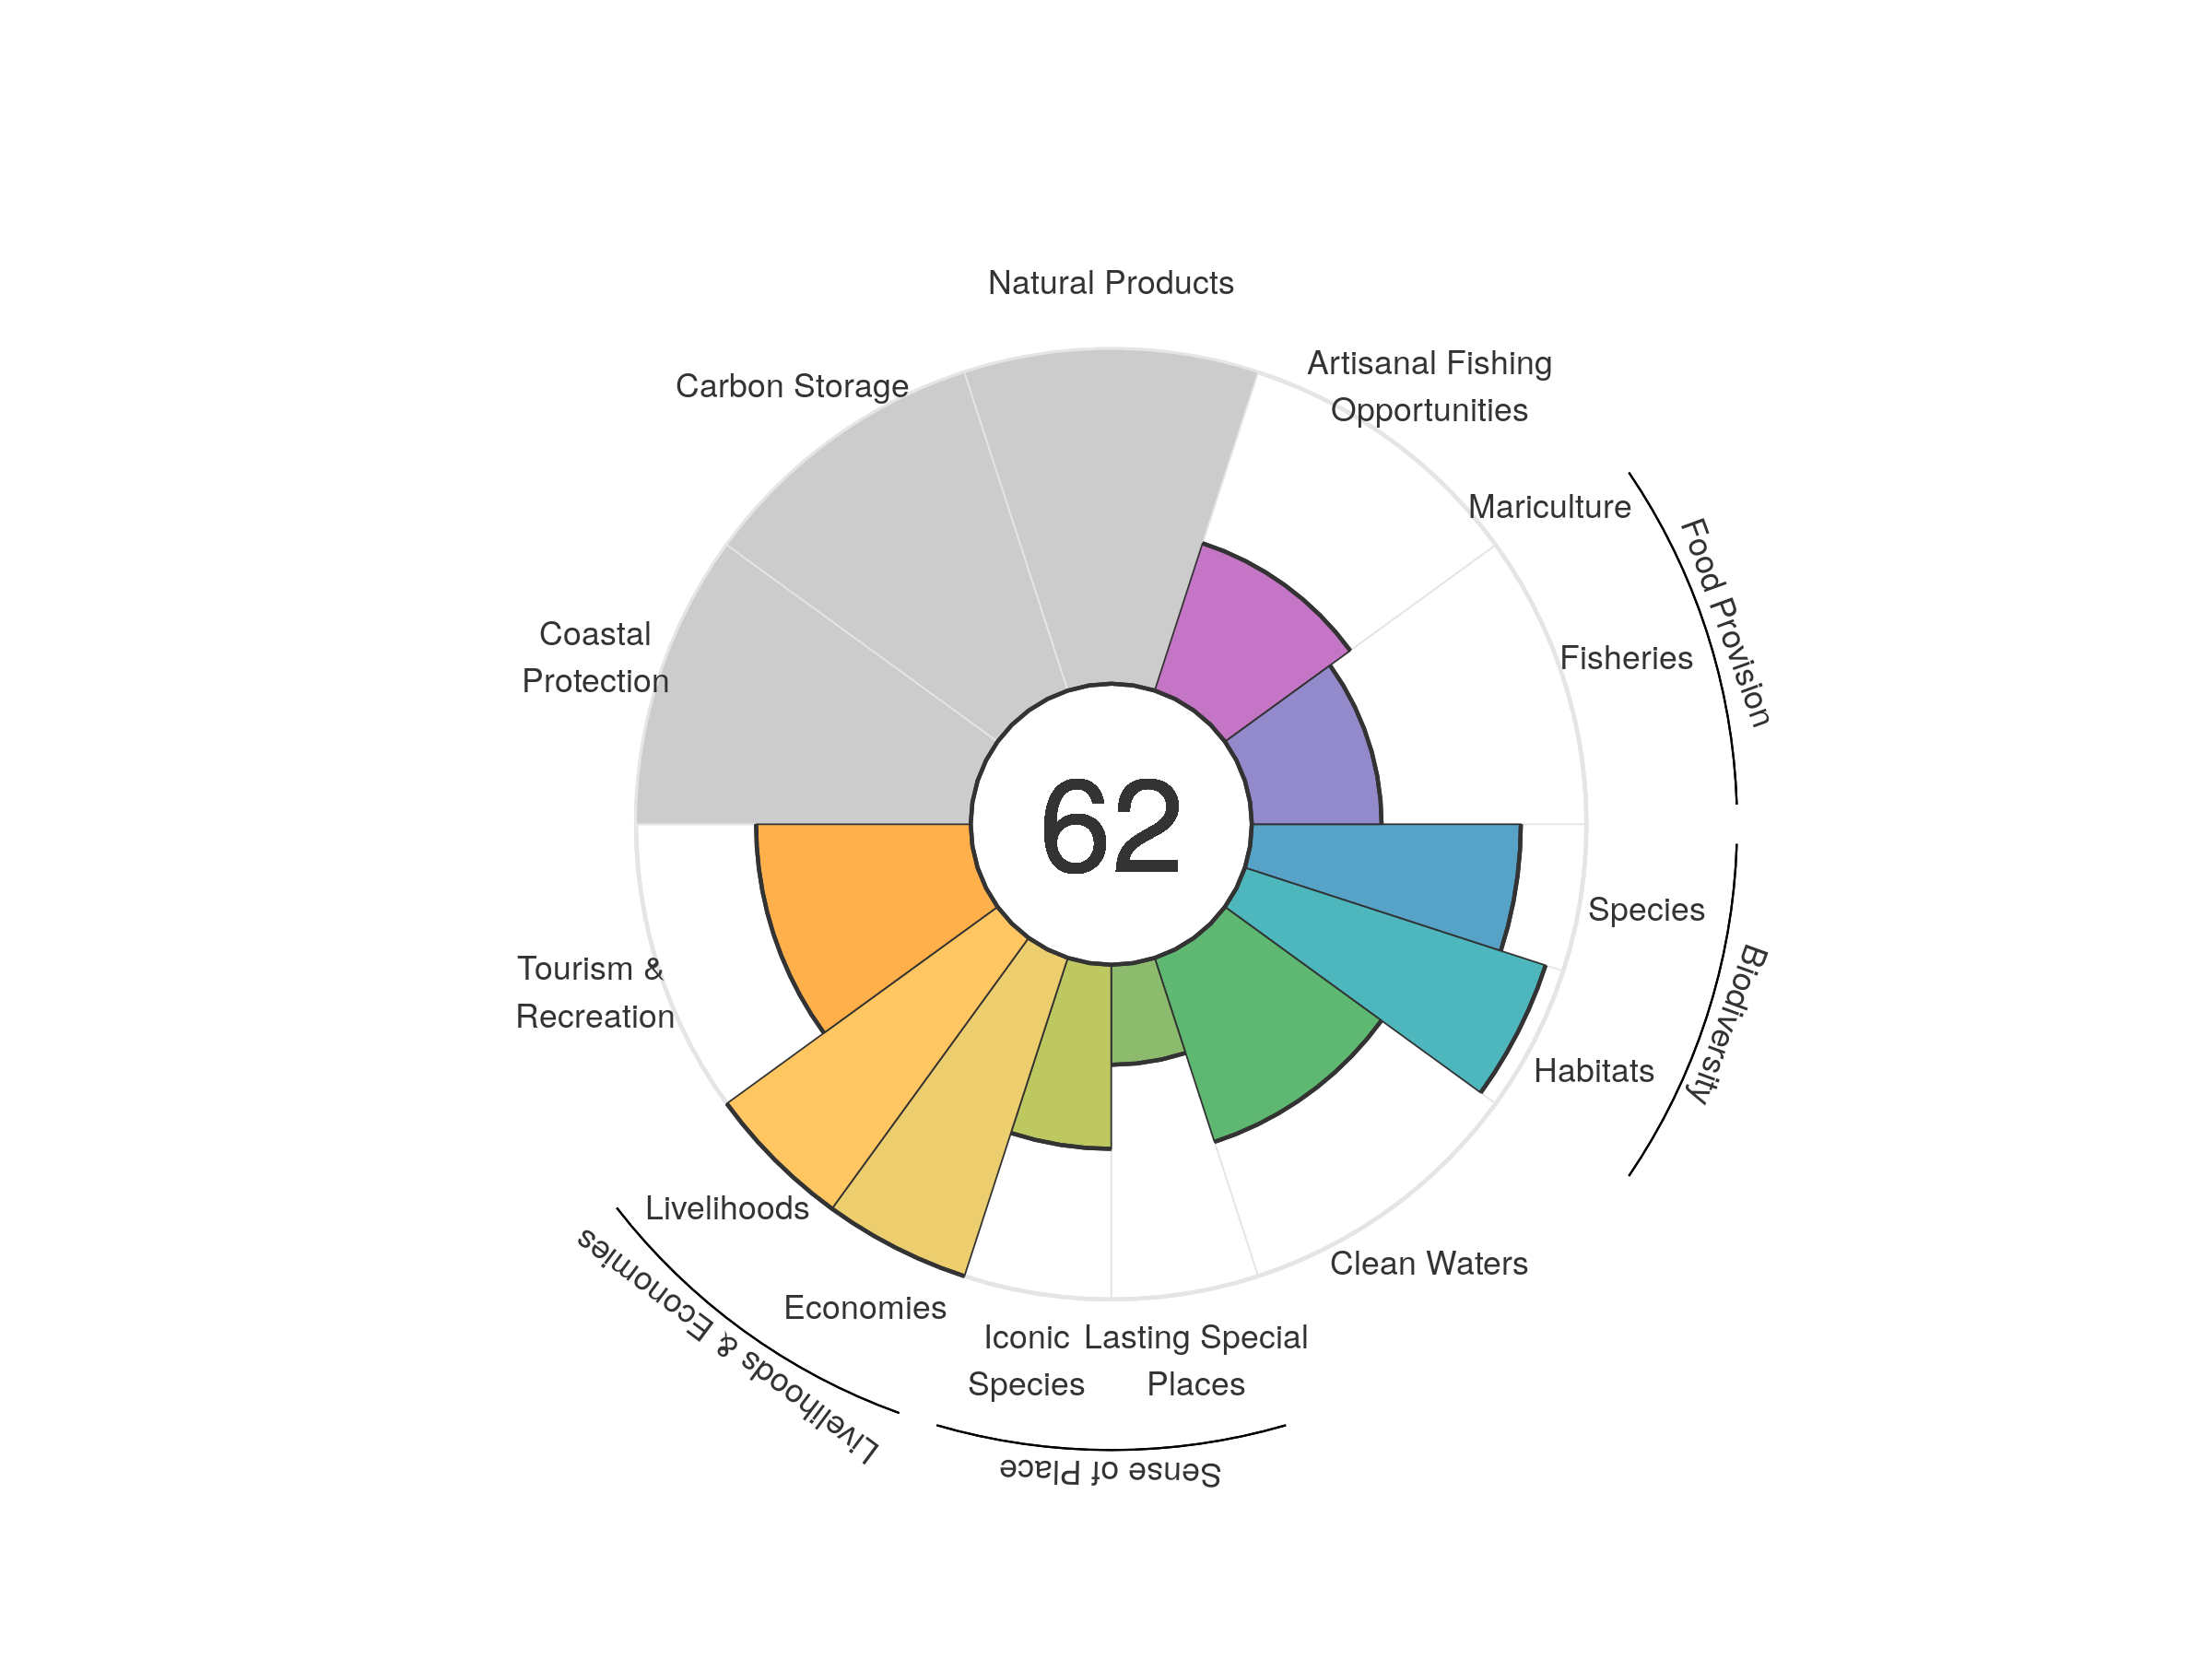 Natural Products
Artisanal Fishing
Opportunities
Carbon Storage
Mariculture
Food Provision
Coastal
Protection
Fisheries
62
Species
Biodiversity
Tourism &
Recreation
Habitats
Livelihoods
Clean Waters
Livelihoods & Economies
Economies
Iconic
Species
Lasting Special
Places
Sense of Place